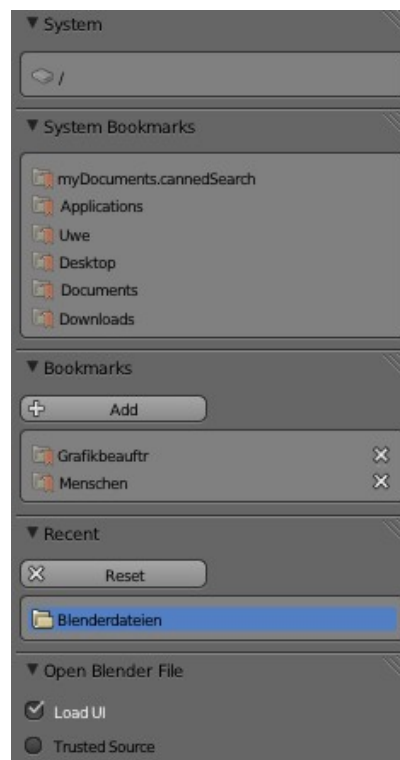 System
/
System Bookmarks
myDocuments.cannedSearch
Applications
Uwe
Desktop
Documents
Downloads
Bookmarks
Add
Grafikbeauftr
Menschen
Recent
Reset
Blenderdateien
Open Blender File
Load UI
Trusted Source